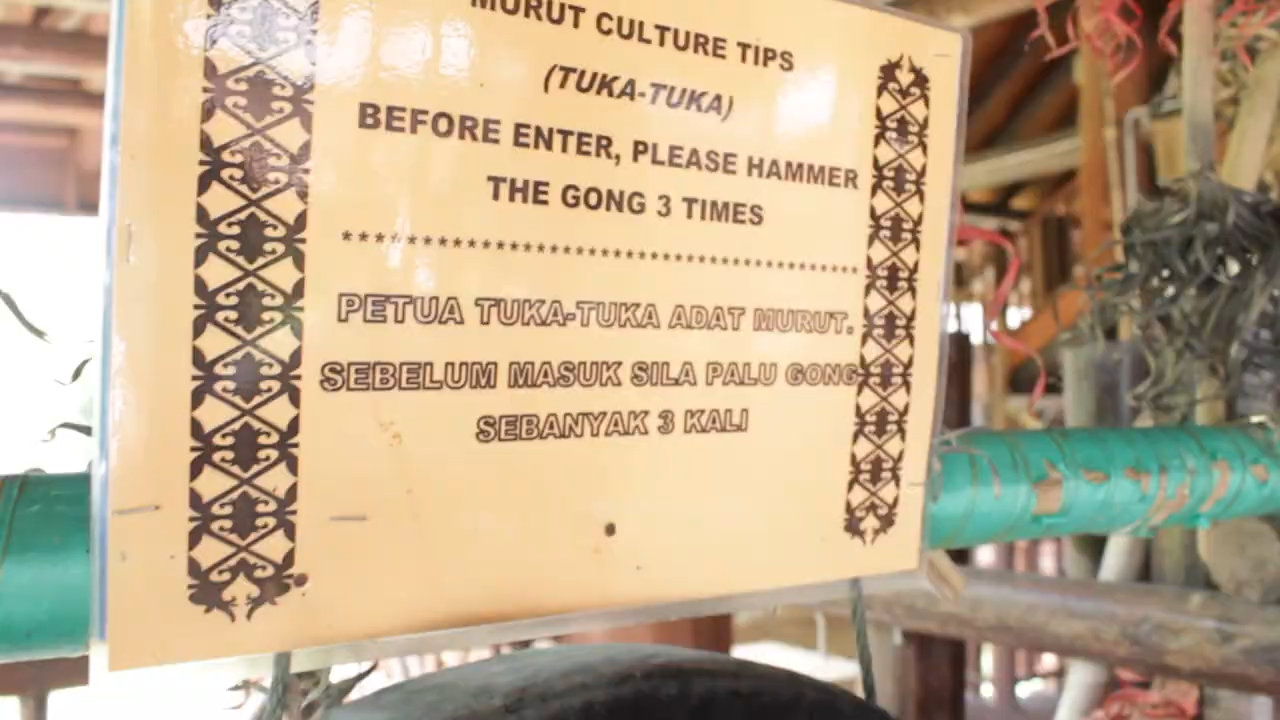 MURUT CULTURE TIPS
(TUKA-TUKA)
BEFORE ENTER, PLEASE HAMMER
THE GONG 3 TIMES
****************************************
PETUA TUKA-TUKA ADAT MURUT.
SEBELUM MASUK SILA PALU GONG
SEBANYAK 3 KALI